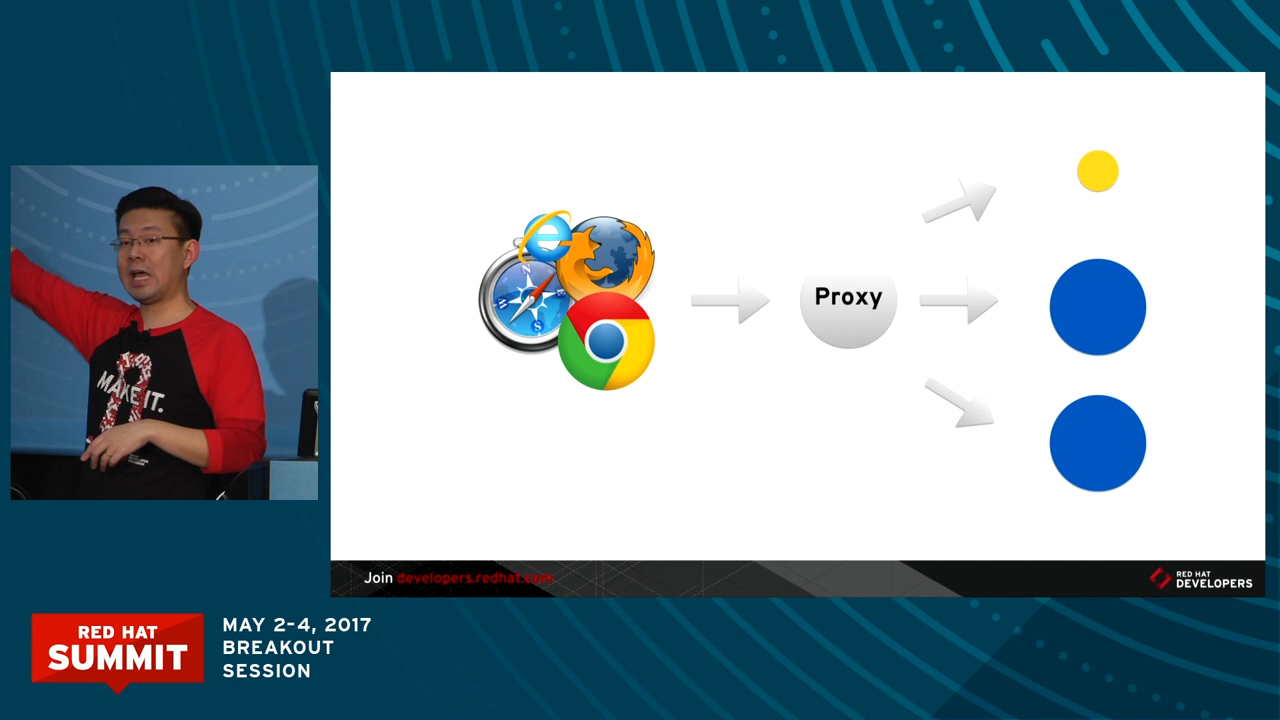 MAKE IT.
Proxy
N
W
E
S
Join developers.redhat.com
RED HAT
DEVELOPERS
RED HAT
SUMMIT
MAY 2-4, 2017
BREAKOUT
SESSION